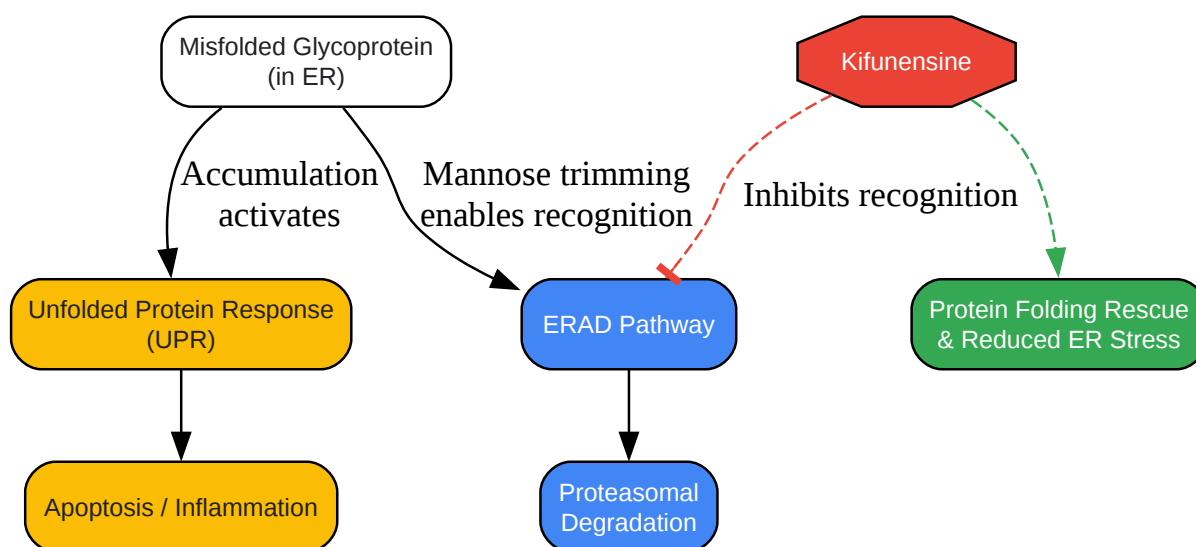 Misfolded Glycoprotein
(in ER)
Kifunensine
Accumulation
activates
Mannose trimming
enables recognition
Inhibits recognition
Unfolded Protein Response
(UPR)
ERAD Pathway
Protein Folding Rescue
& Reduced ER Stress
Apoptosis / Inflammation
Proteasomal
Degradation